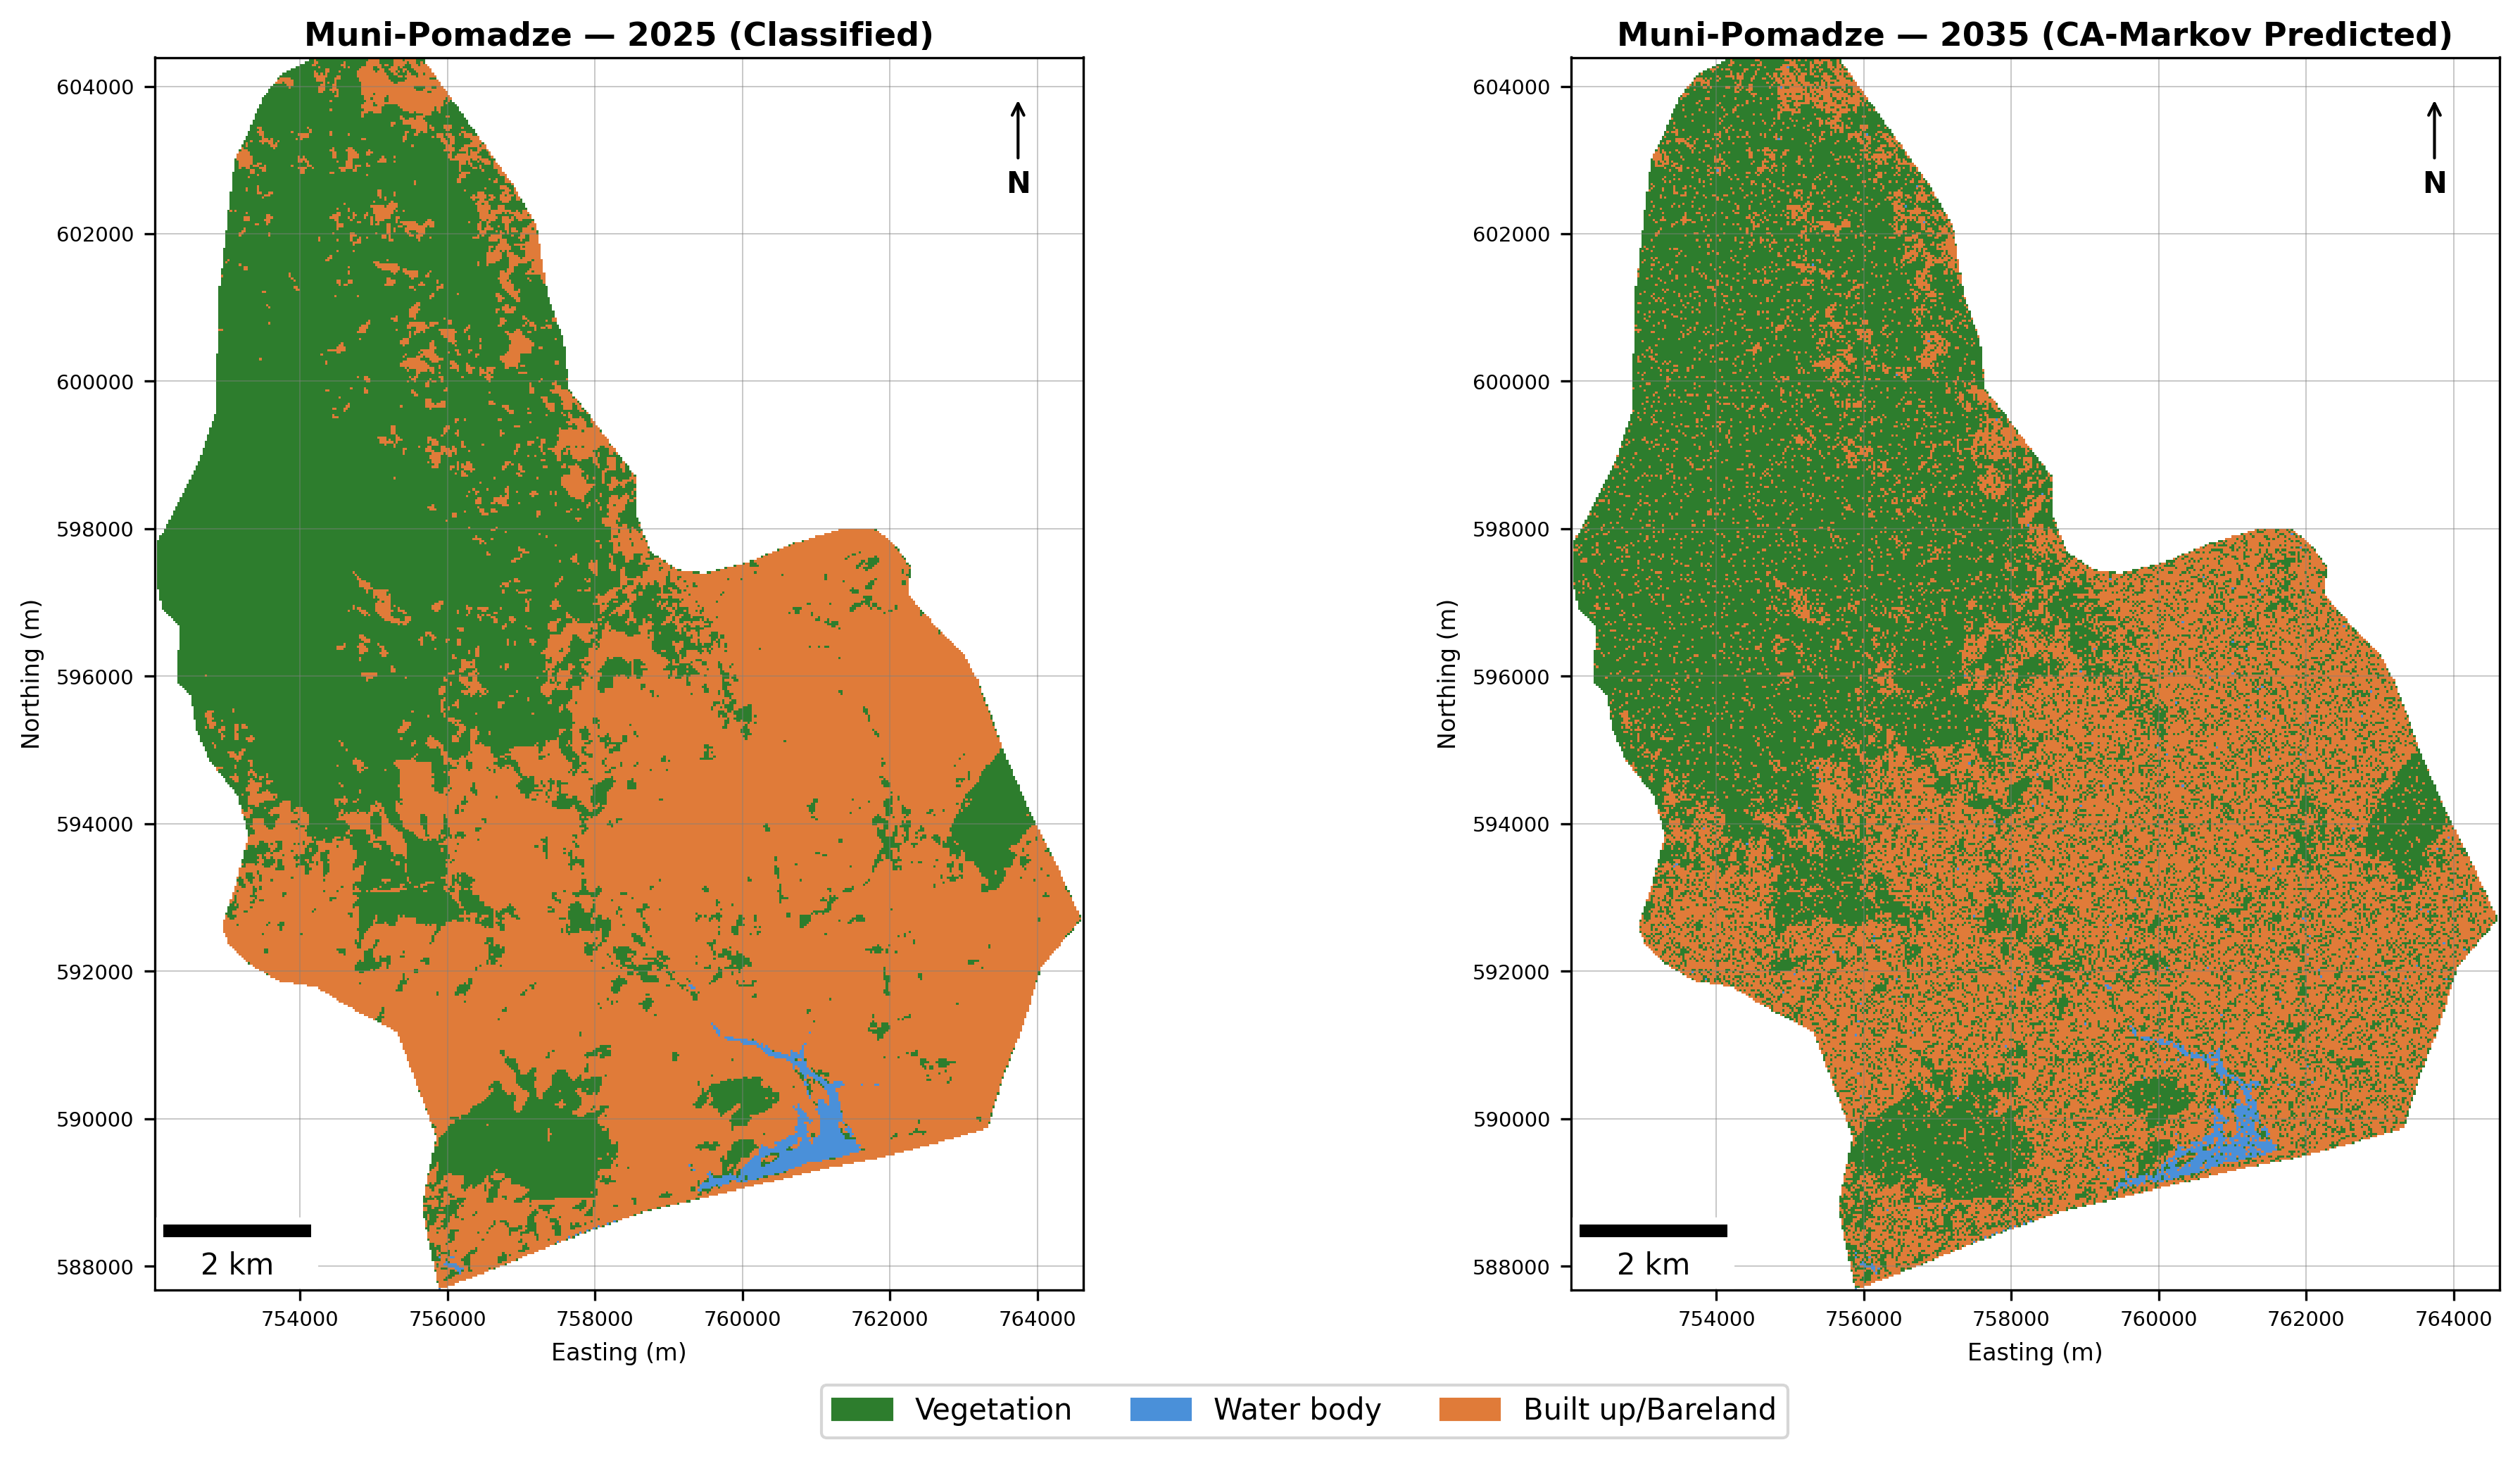 Muni-Pomadze — 2025 (Classified)
604000
602000
600000
598000
596000
594000
592000
590000
588000
Northing (m)
N
2 km
754000 756000 758000 760000 762000 764000
Easting (m)
Muni-Pomadze — 2035 (CA-Markov Predicted)
604000
602000
600000
598000
596000
594000
592000
590000
588000
Northing (m)
N
2 km
754000 756000 758000 760000 762000 764000
Easting (m)
Vegetation Water body Built up/Bareland